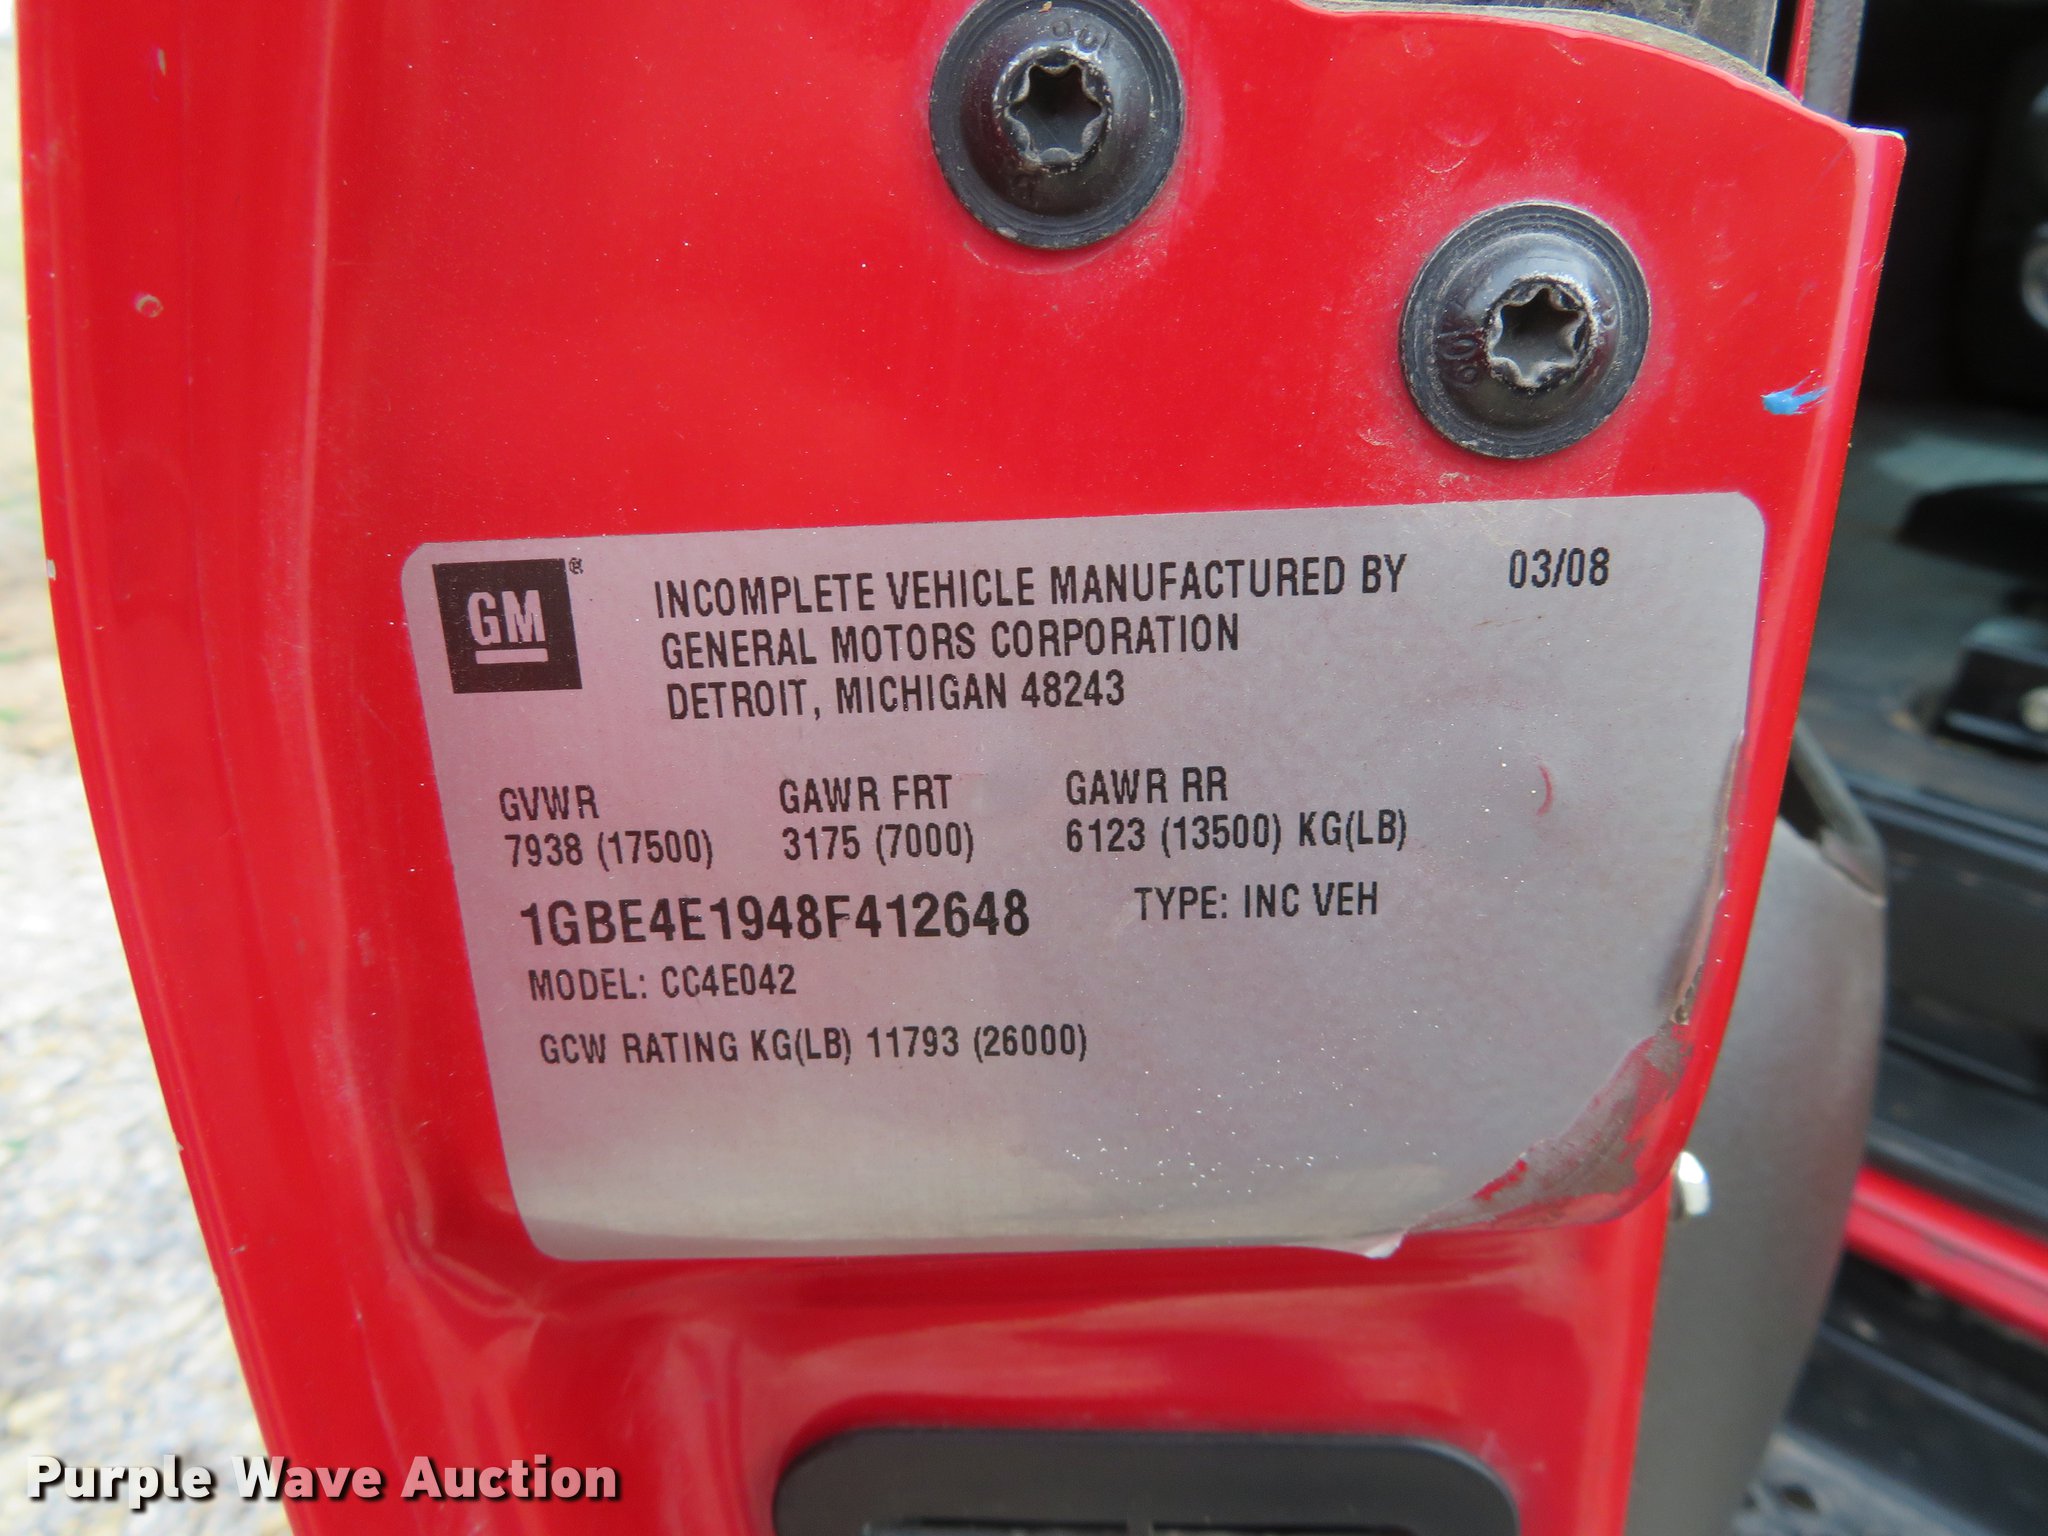 GM®
INCOMPLETE VEHICLE MANUFACTURED BY 03/08
GENERAL MOTORS CORPORATION
DETROIT, MICHIGAN 48243
GVWR GAWR FRT GAWR RR
7938 (17500) 3175 (7000) 6123 (13500) KG(LB)
1GBE4E1948F412648 TYPE: INC VEH
MODEL: CC4E042
GCW RATING KG(LB) 11793 (26000)
Purple Wave Auction